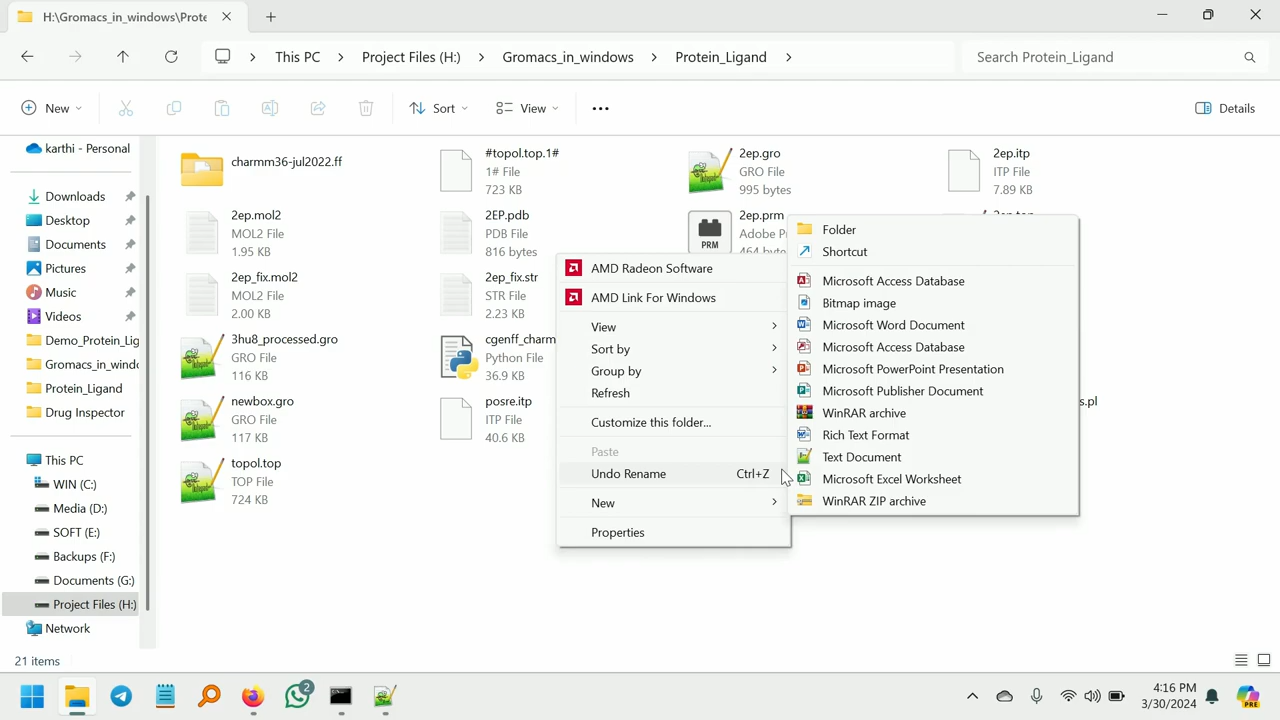 H:\Gromacs_in_windows\Prote
This PC
Project Files (H:)
Gromacs_in_windows
Protein_Ligand
Search Protein_Ligand
New
Sort
View
Details
karthi - Personal
Downloads
Desktop
Documents
Pictures
Music
Videos
Demo_Protein_Lig
Gromacs_in_windo
Protein_Ligand
Drug Inspector
This PC
WIN (C:)
Media (D:)
SOFT (E:)
Backups (F:)
Documents (G:)
Project Files (H:)
Network
charmm36-jul2022.ff
#topol.top.1#
1# File
723 KB
2ep.gro
GRO File
995 bytes
2ep.itp
ITP File
7.89 KB
2ep.mol2
MOL2 File
1.95 KB
2EP.pdb
PDB File
816 bytes
2ep.prm
Adobe P
PRM
2ep_fix.mol2
MOL2 File
2.00 KB
2ep_fix.str
STR File
2.23 KB
3hu8_processed.gro
GRO File
116 KB
cgenff_charm
Python File
36.9 KB
newbox.gro
GRO File
117 KB
posre.itp
ITP File
40.6 KB
s.pl
topol.top
TOP File
724 KB
AMD Radeon Software
AMD Link For Windows
View
Sort by
Group by
Refresh
Customize this folder...
Paste
Undo Rename Ctrl+Z
New
Properties
Folder
Shortcut
Microsoft Access Database
Bitmap image
Microsoft Word Document
Microsoft Access Database
Microsoft PowerPoint Presentation
Microsoft Publisher Document
WinRAR archive
Rich Text Format
Text Document
Microsoft Excel Worksheet
WinRAR ZIP archive
21 items
2
4:16 PM
3/30/2024
PRE